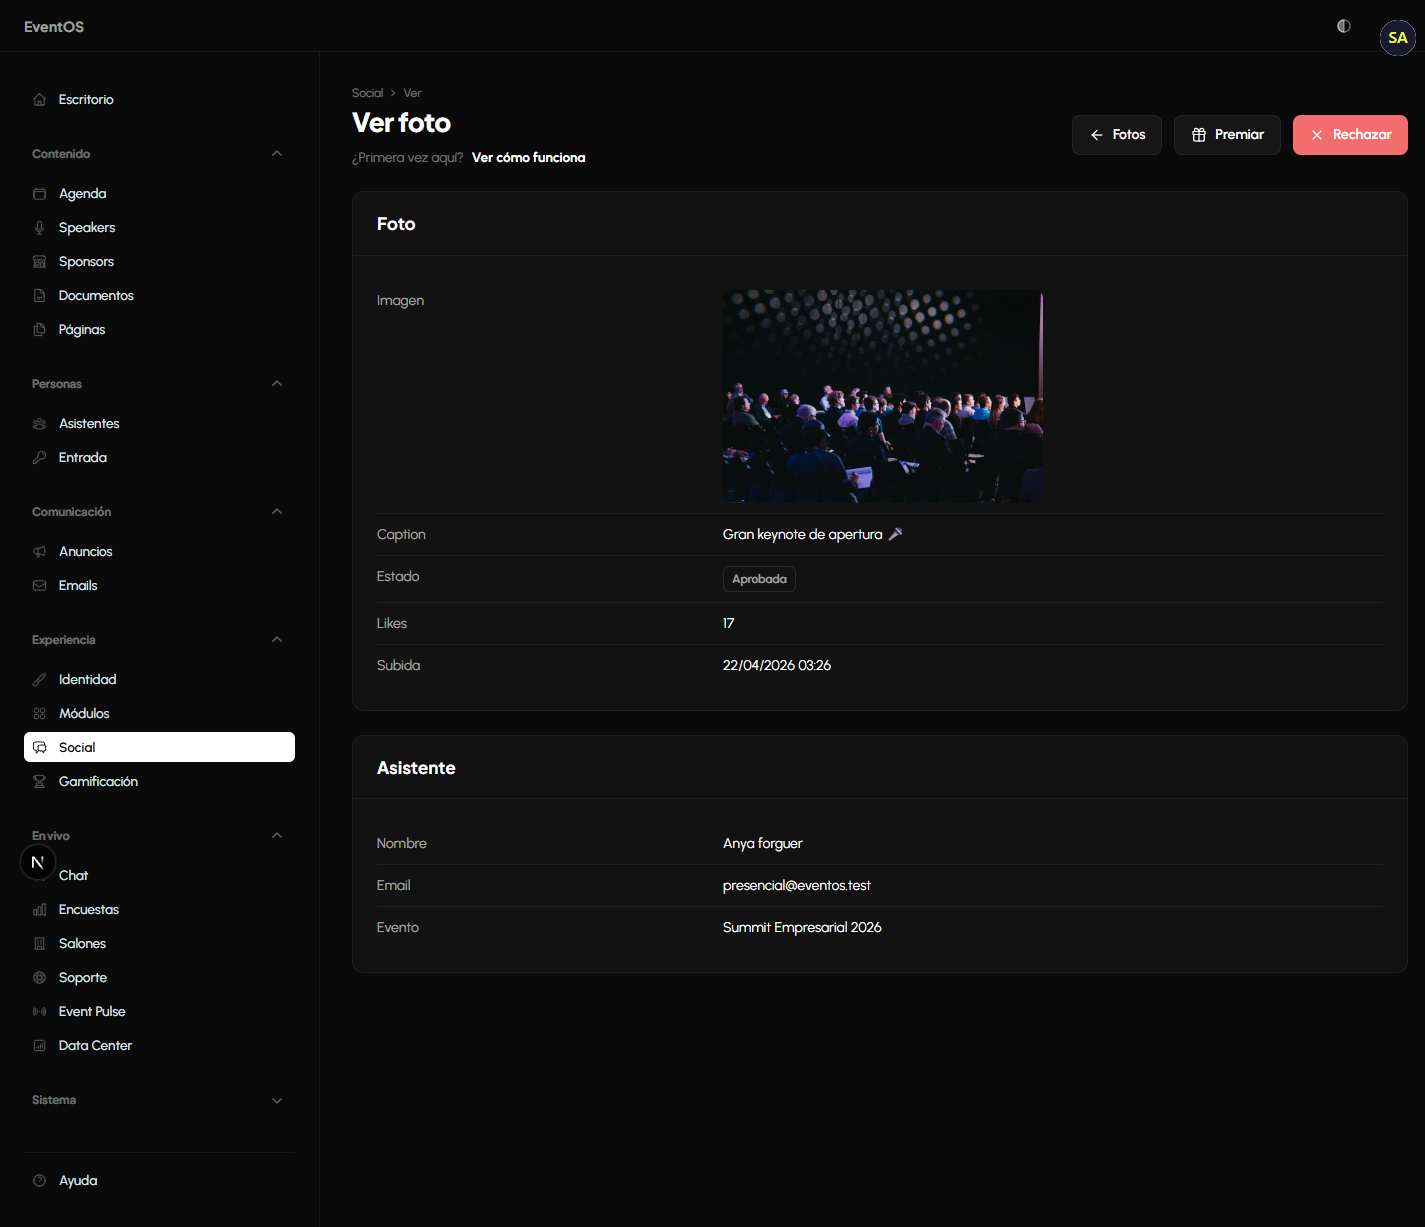 EventOS
SA
Escritorio
Contenido
Agenda
Speakers
Sponsors
Documentos
Páginas
Personas
Asistentes
Entrada
Comunicación
Anuncios
Emails
Experiencia
Identidad
Módulos
Social
Gamificación
En vivo
N
Chat
Encuestas
Salones
Soporte
Event Pulse
Data Center
Sistema
Ayuda
Social > Ver
Ver foto
¿Primera vez aquí? Ver cómo funciona
Fotos
Premiar
Rechazar
Foto
Imagen
Caption Gran keynote de apertura 🎤
Estado Aprobada
Likes 17
Subida 22/04/2026 03:26
Asistente
Nombre Anya forguer
Email presencial@eventos.test
Evento Summit Empresarial 2026